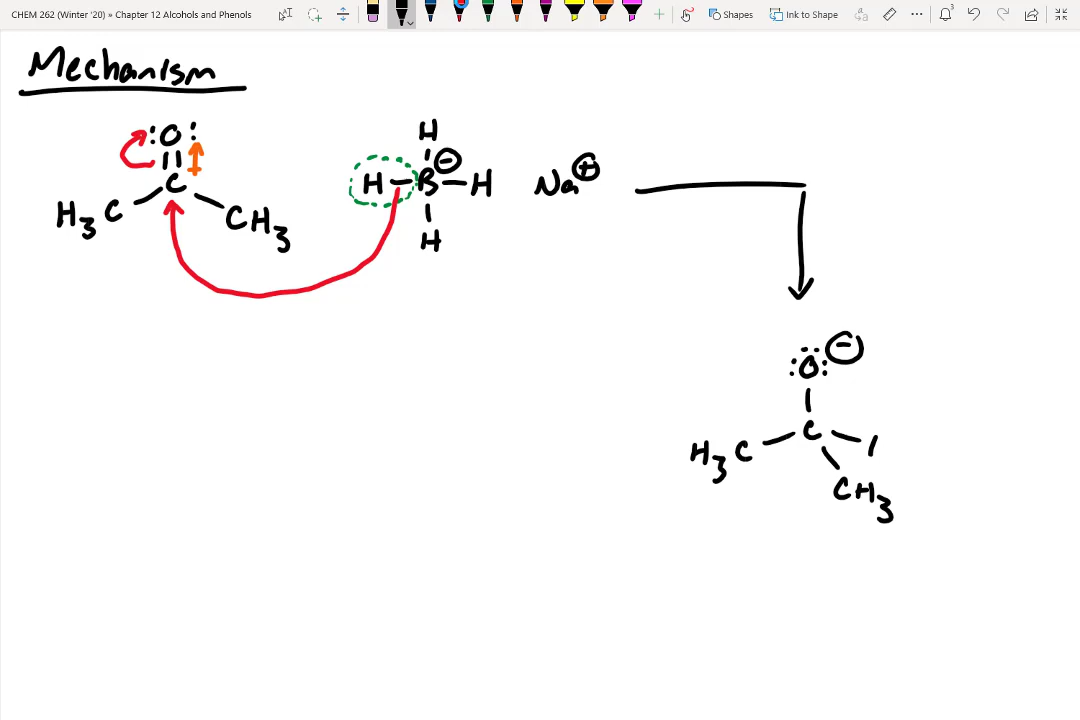 CHEM 262 (Winter '20) » Chapter 12 Alcohols and Phenols
Shapes
Ink to Shape
Mechanism
:O:
H
⊖
C
H
B
H
Na⊕
H3C
CH3
H
:Ö:
⊖
C
H3C
CH3